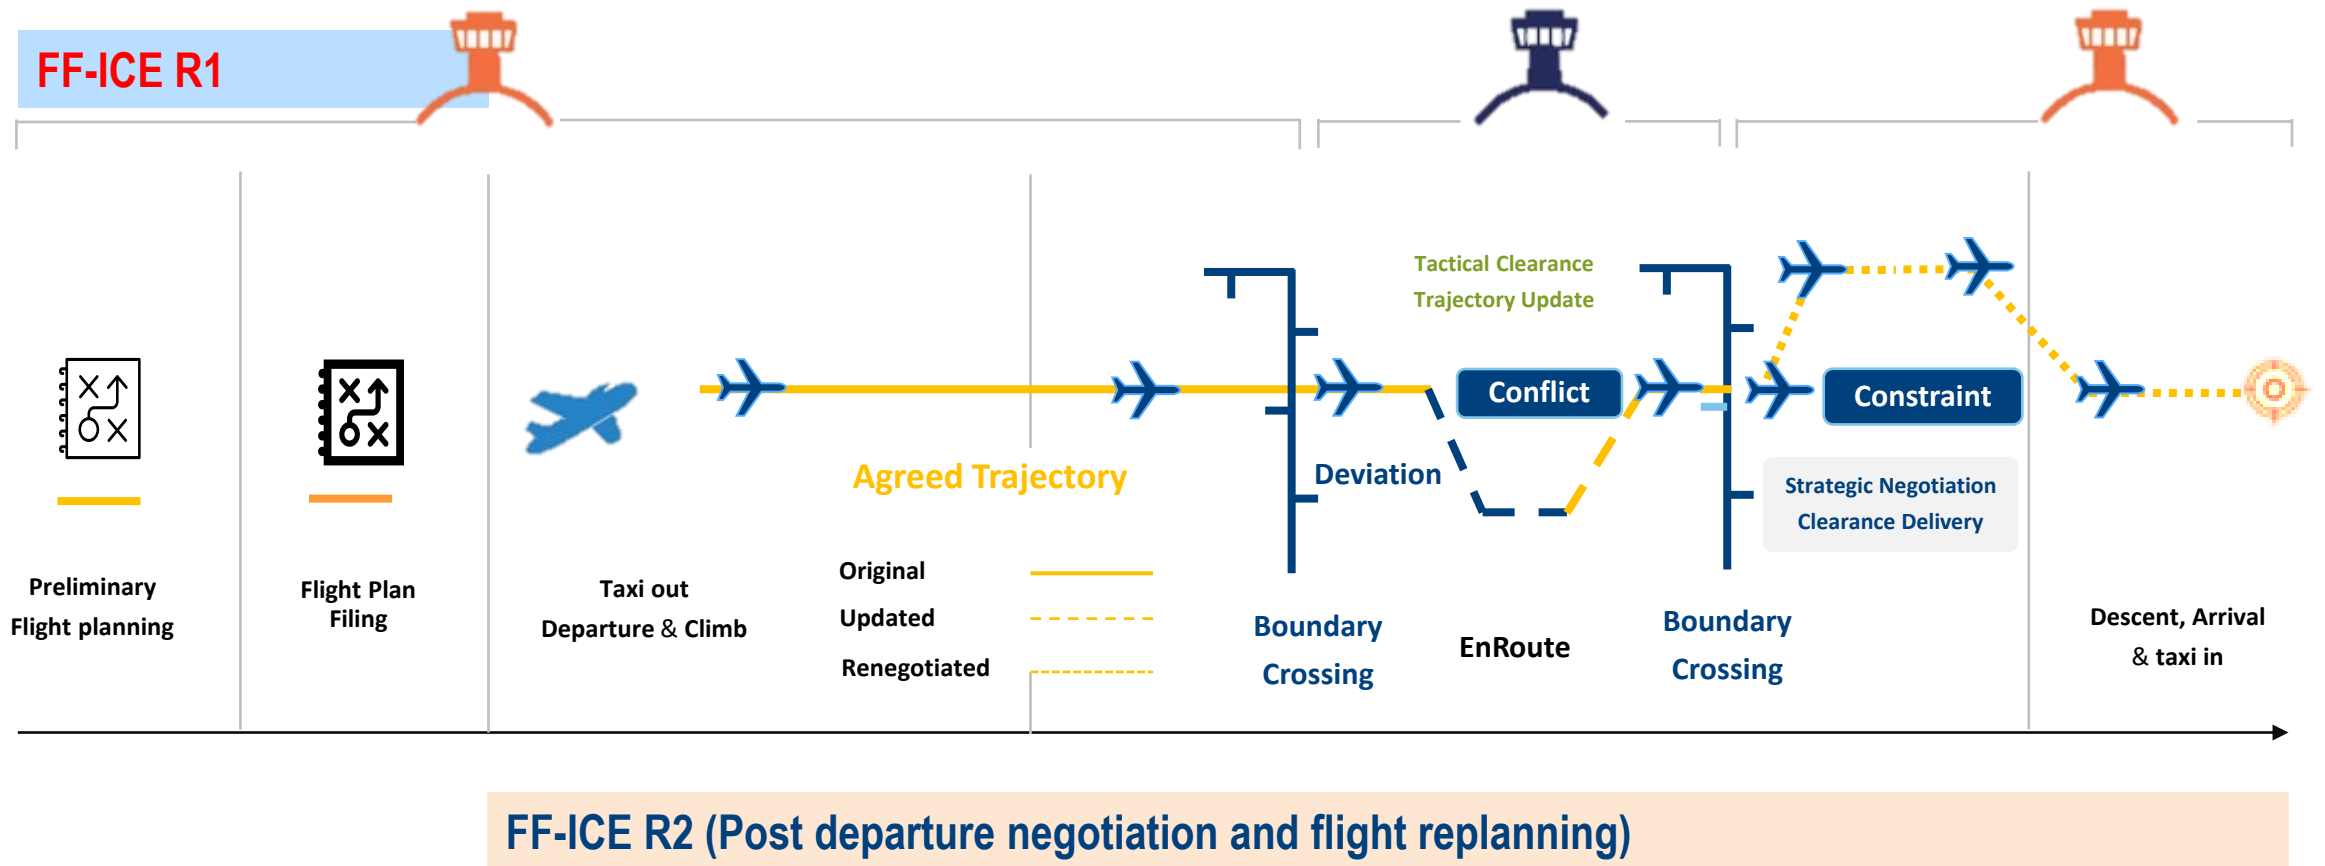 FF-ICE R1
Tactical Clearance
Trajectory Update
Conflict
Constraint
Agreed Trajectory
Deviation
Strategic Negotiation
Clearance Delivery
Preliminary
Flight planning
Flight Plan
Filing
Taxi out
Departure & Climb
Original
Updated
Renegotiated
Boundary
Crossing
EnRoute
Boundary
Crossing
Descent, Arrival
& taxi in
FF-ICE R2 (Post departure negotiation and flight replanning)